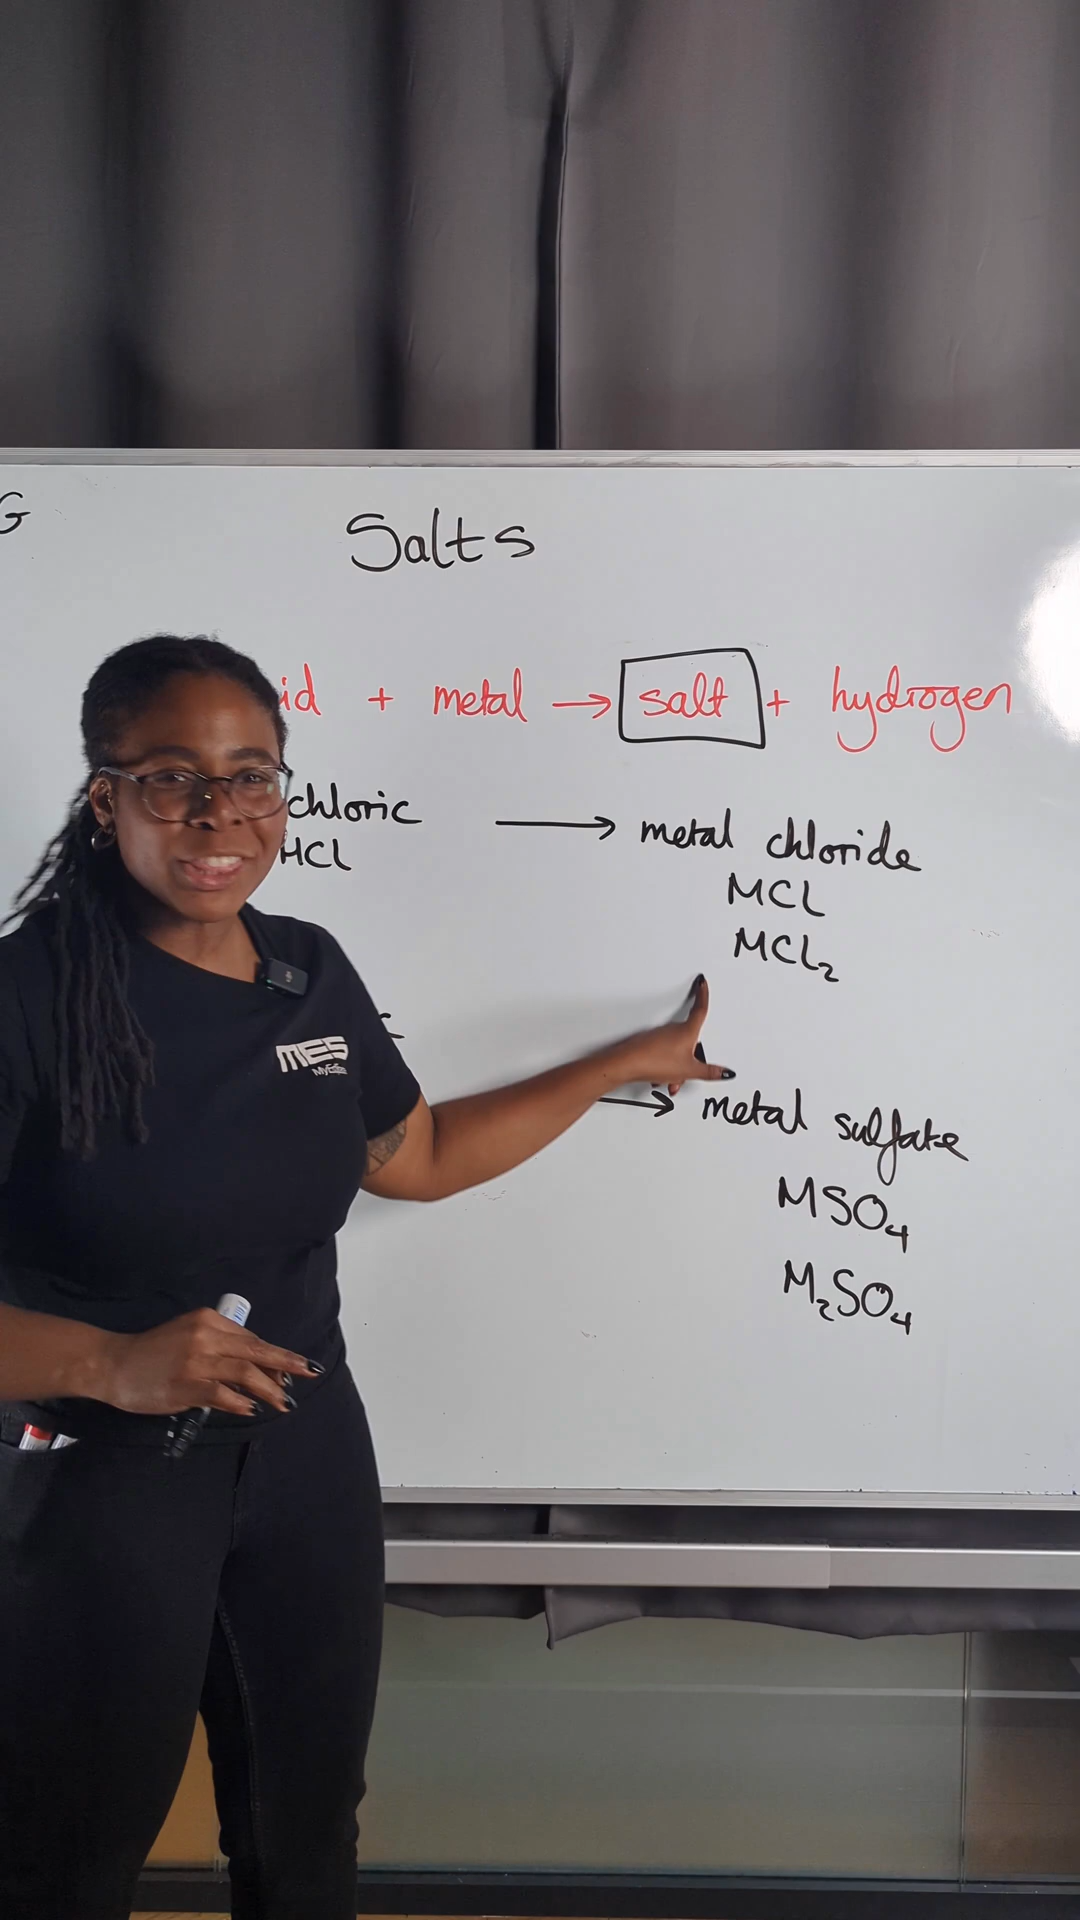 G
Salts
id + metal → salt + hydrogen
chloric → metal chloride
HCl MCl
MCl₂
c
→ metal sulfate
MSO₄
M₂SO₄
MES